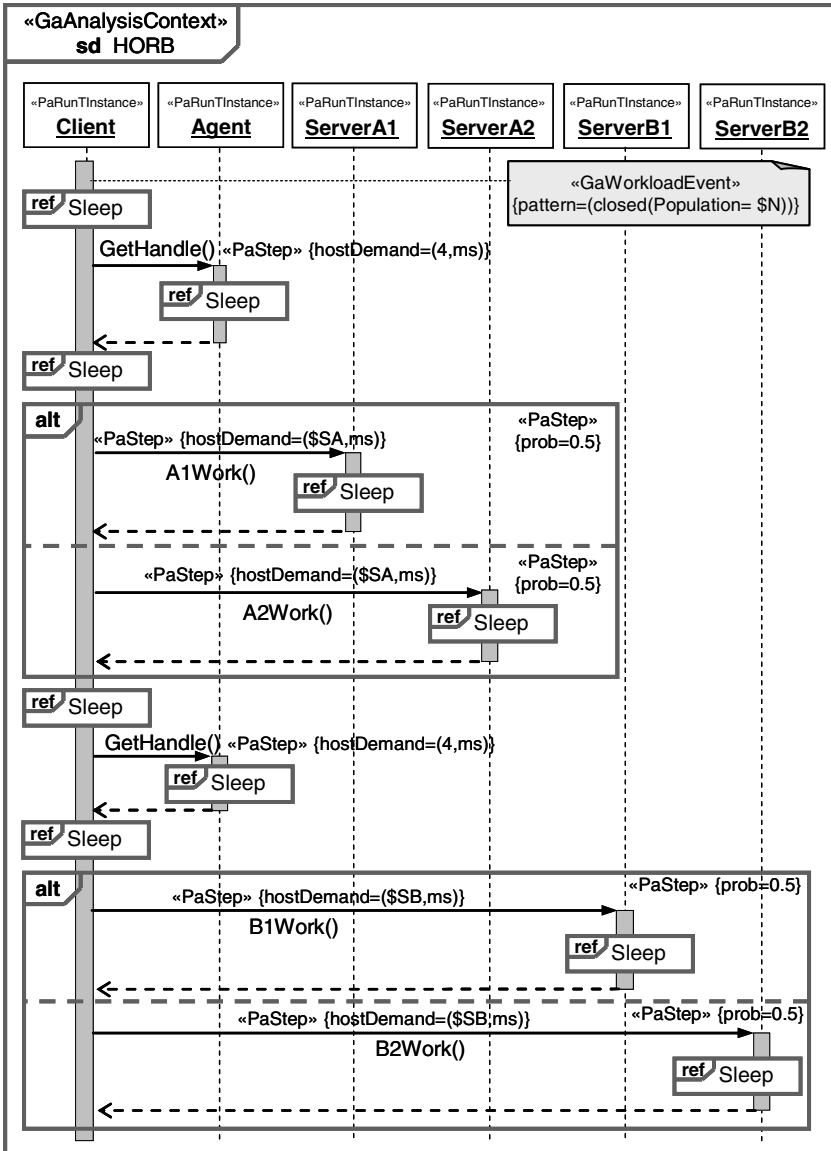 «GaAnalysisContext»
sd HORB
«PaRunTInstance» «PaRunTInstance» «PaRunTInstance» «PaRunTInstance» «PaRunTInstance» «PaRunTInstance»
Client Agent ServerA1 ServerA2 ServerB1 ServerB2
«GaWorkloadEvent»
{pattern=(closed(Population= $N))}
ref Sleep
GetHandle() «PaStep» {hostDemand=(4,ms)}
ref Sleep
ref Sleep
alt
«PaStep»
{prob=0.5}
«PaStep» {hostDemand=($SA,ms)}
A1Work()
ref Sleep
«PaStep»
{prob=0.5}
«PaStep» {hostDemand=($SA,ms)}
A2Work()
ref Sleep
ref Sleep
GetHandle() «PaStep» {hostDemand=(4,ms)}
ref Sleep
ref Sleep
alt
«PaStep» {prob=0.5}
«PaStep» {hostDemand=($SB,ms)}
B1Work()
ref Sleep
«PaStep» {hostDemand=($SB,ms)} «PaStep» {prob=0.5}
B2Work()
ref Sleep